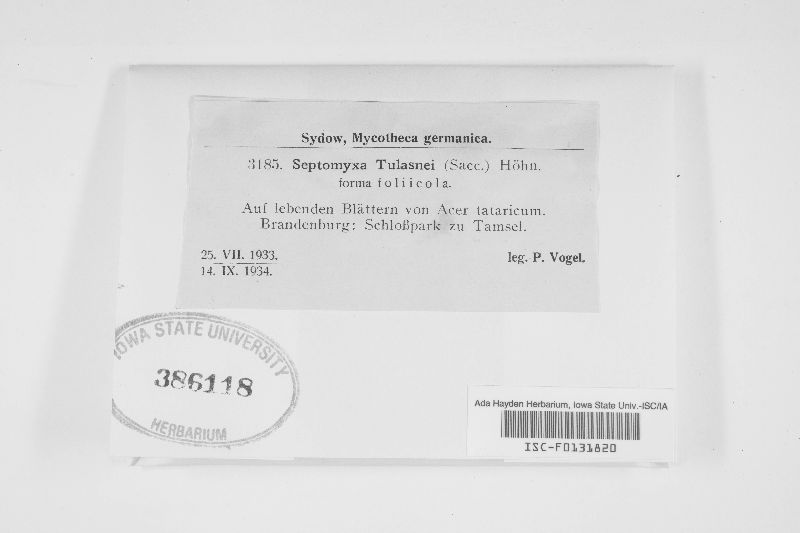 Sydow, Mycotheca germanica.
3185. Septomyxa Tulasnei (Sacc.) Höhn.
forma foliicola.
Auf lebenden Blättern von Acer tataricum.
Brandenburg: Schloßpark zu Tamsel.
25. VII. 1933.
14. IX. 1934.
leg. P. Vogel.
IOWA STATE UNIVERSITY
386118
HERBARIUM
Ada Hayden Herbarium, Iowa State Univ.-ISC/IA
ISC-F0131820